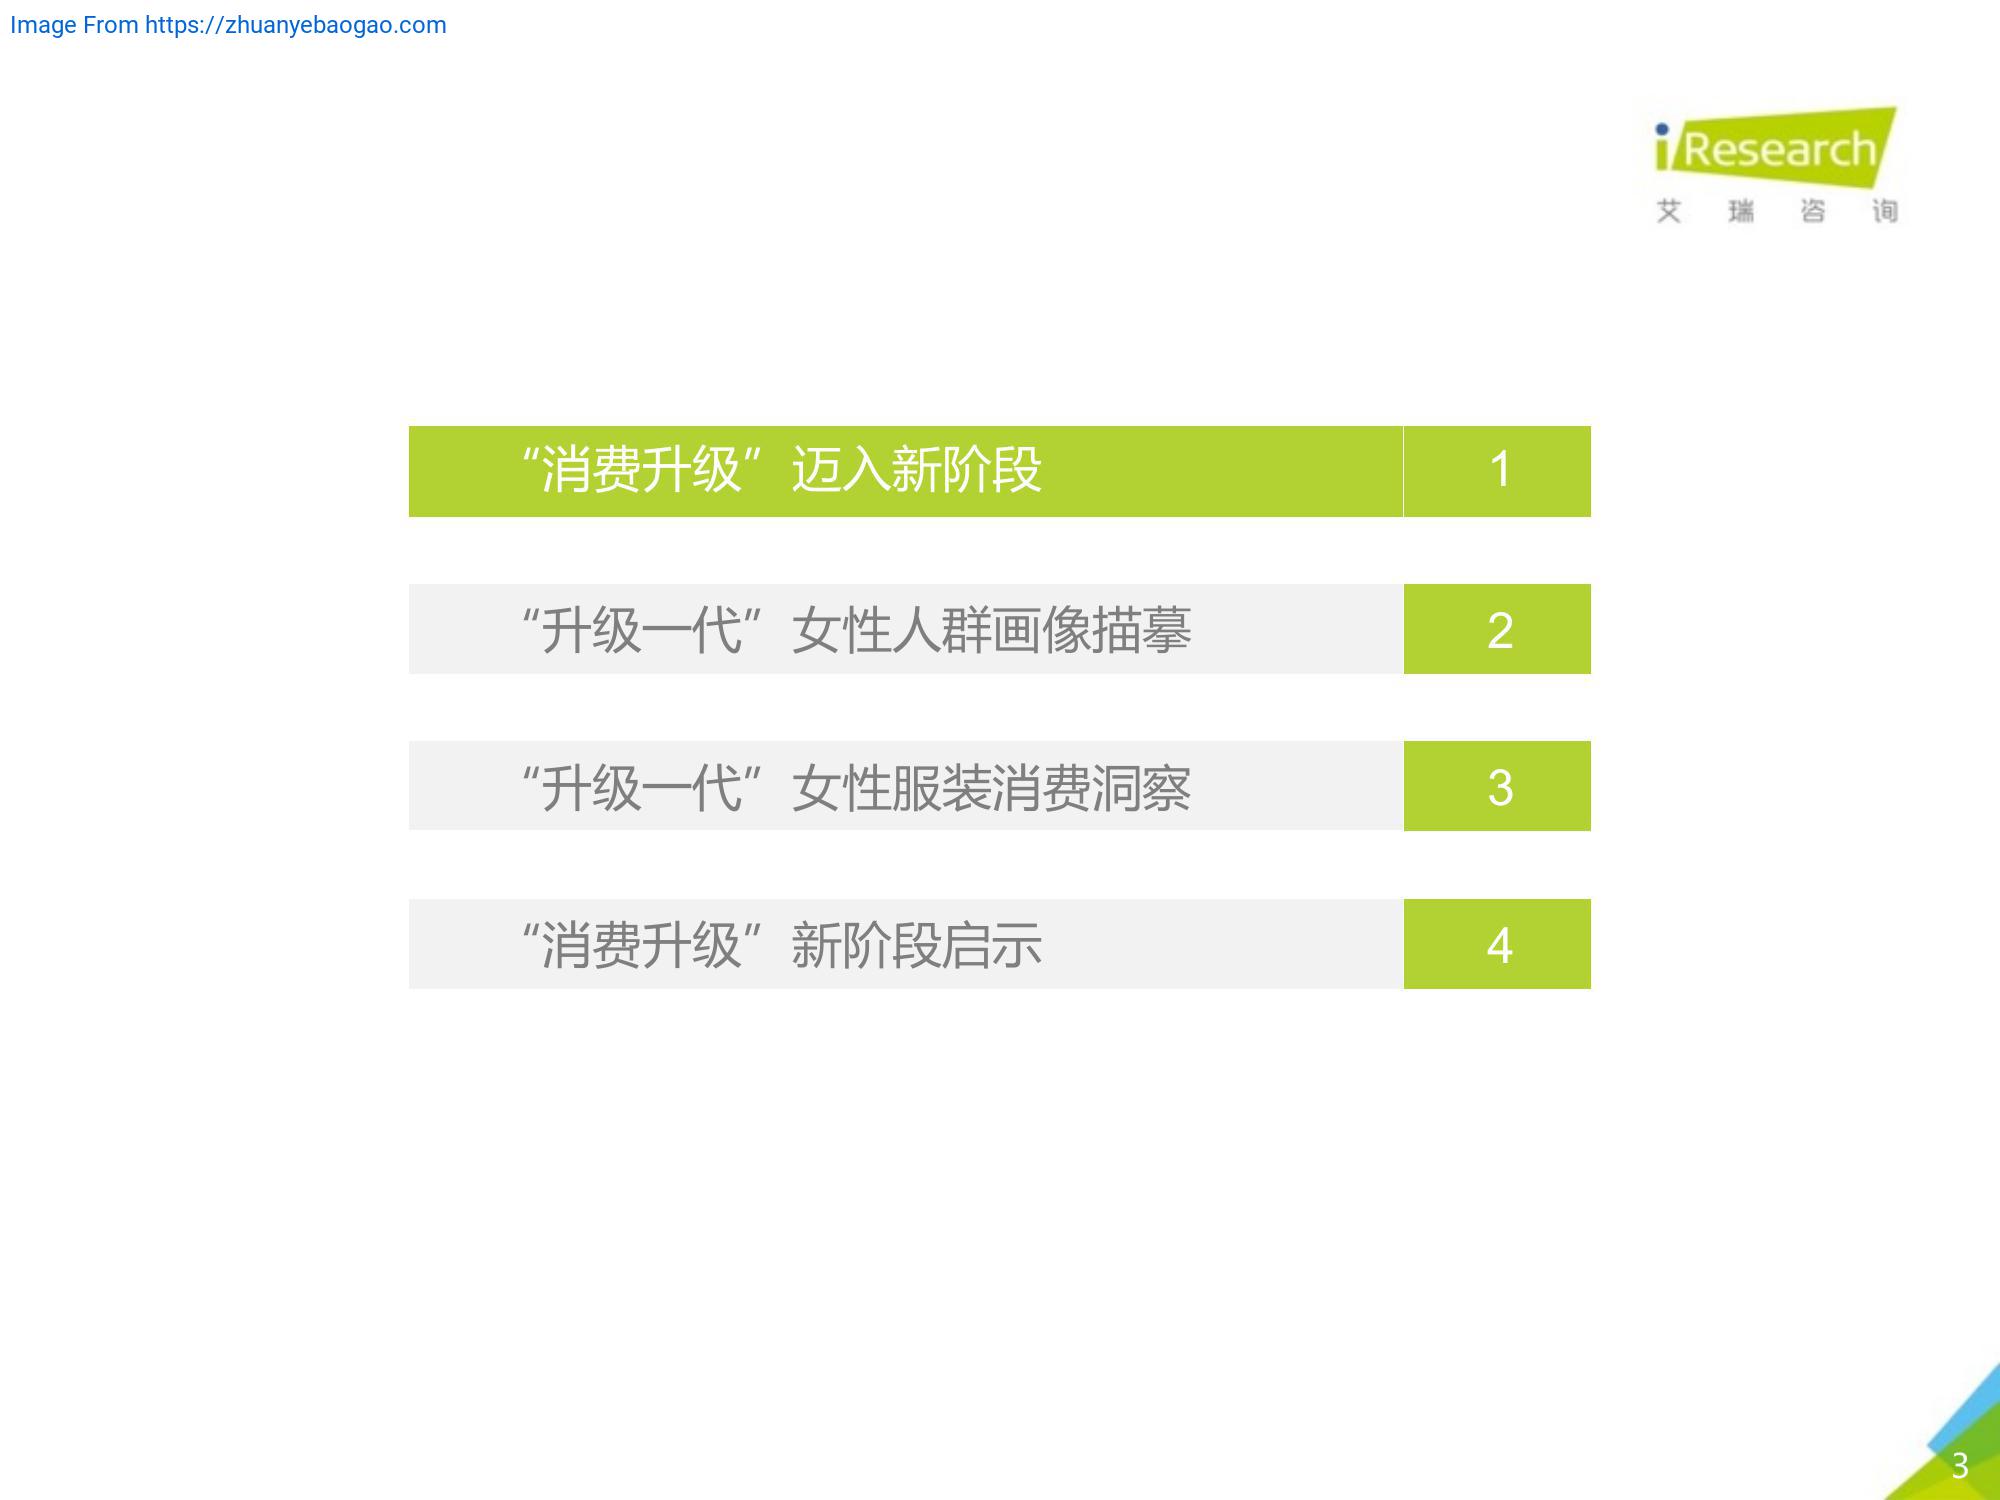 Image From https://zhuanyebaogao.com
iResearch
艾瑞咨询
“消费升级”迈入新阶段 1
“升级一代”女性人群画像描摹 2
“升级一代”女性服装消费洞察 3
“消费升级”新阶段启示 4
3